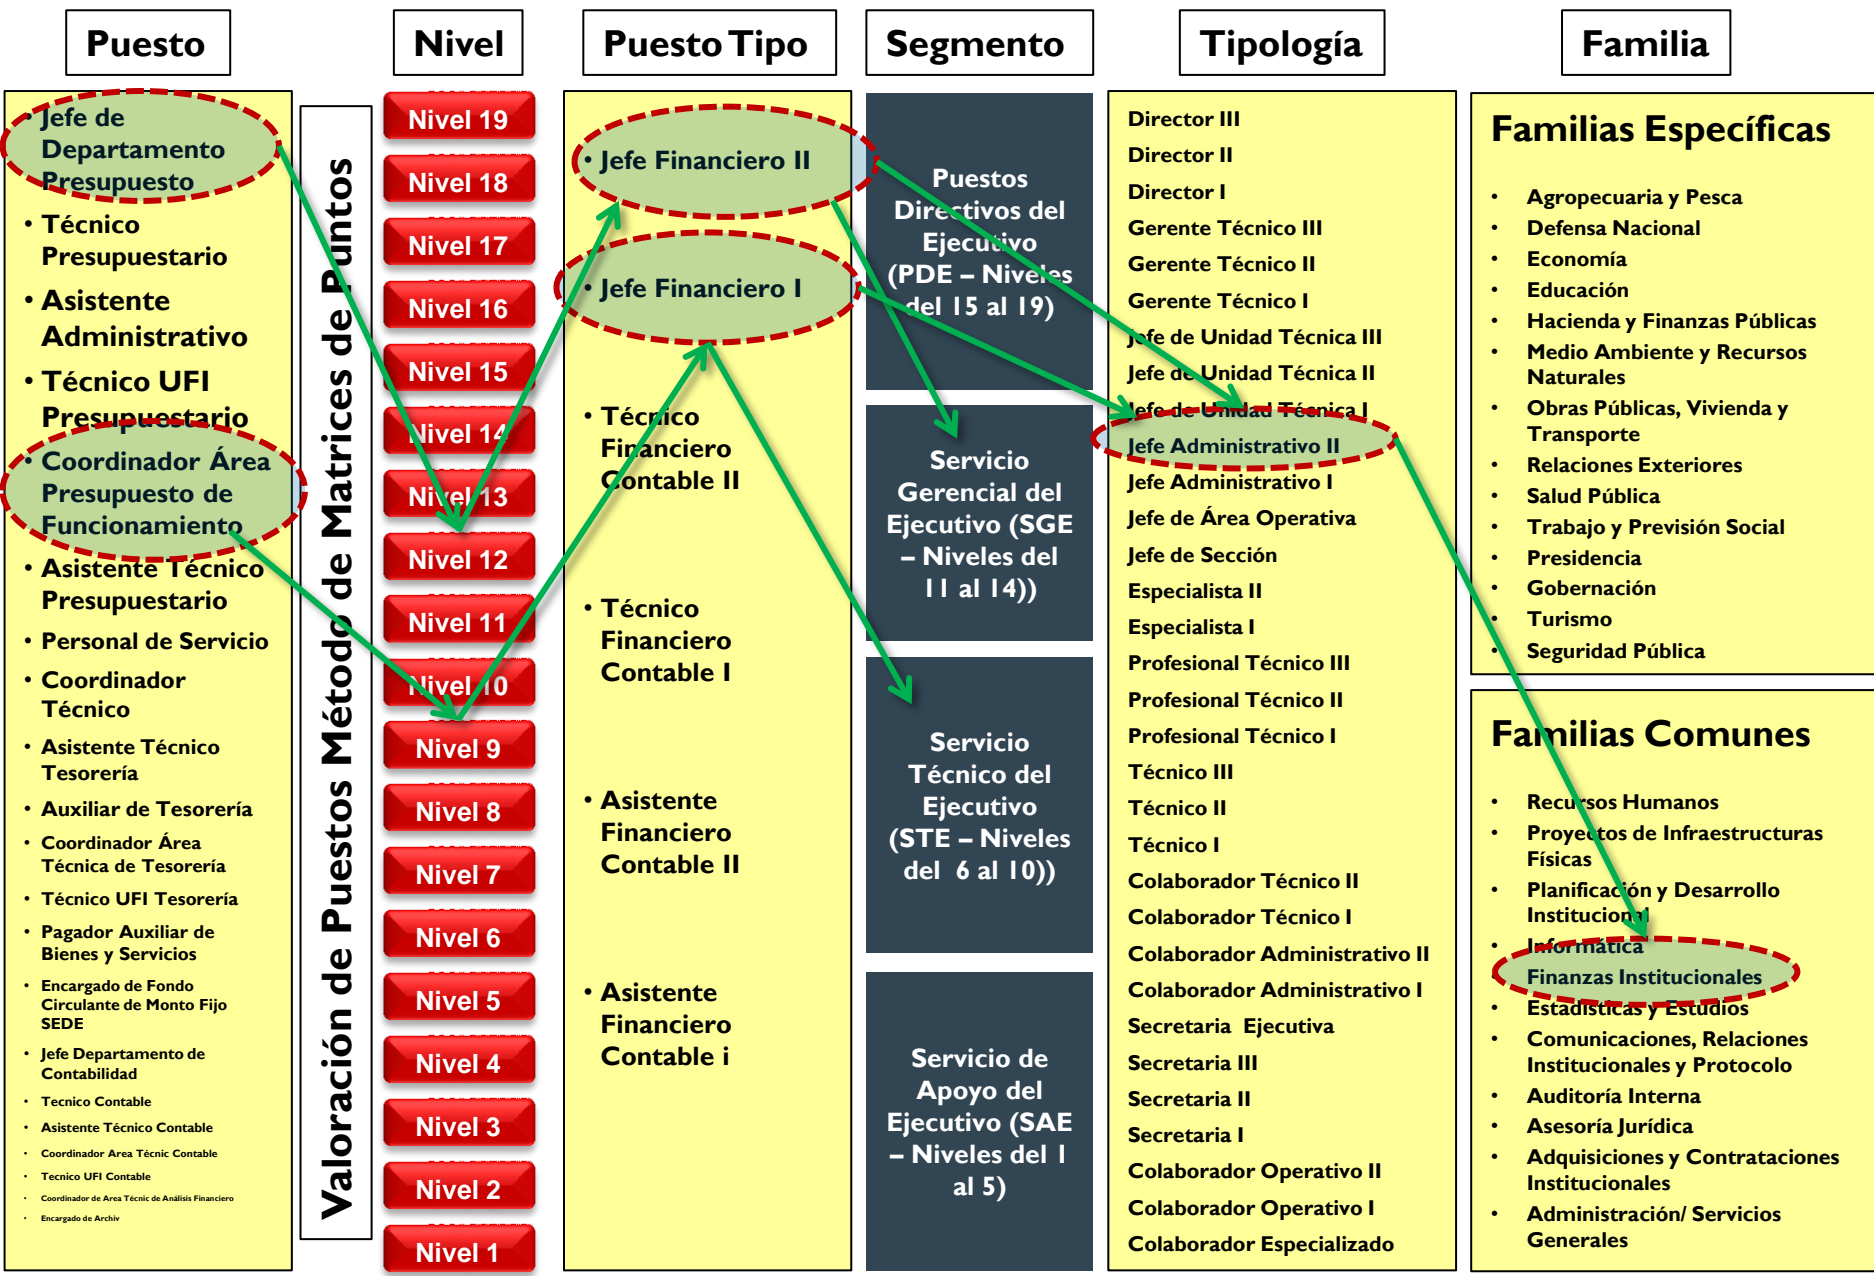 Puesto
Nivel
Puesto Tipo
Segmento
Tipología
Familia
• Jefe de
Departamento
Presupuesto
• Técnico
Presupuestario
• Asistente
Administrativo
• Técnico UFI
Presupuestario
• Coordinador Área
Presupuesto de
Funcionamiento
• Asistente Técnico
Presupuestario
• Personal de Servicio
• Coordinador
Técnico
• Asistente Técnico
Tesorería
• Auxiliar de Tesorería
• Coordinador Área
Técnica de Tesorería
• Técnico UFI Tesorería
• Pagador Auxiliar de
Bienes y Servicios
• Encargado de Fondo
Circulante de Monto Fijo
SEDE
• Jefe Departamento de
Contabilidad
• Tecnico Contable
• Asistente Técnico Contable
• Coordinador Area Técnic Contable
• Tecnico UFI Contable
• Coordinador de Area Técnic de Análisis Financiero
• Encargado de Archiv
Valoración de Puestos Método de Matrices de Puntos
Nivel 19
Nivel 18
Nivel 17
Nivel 16
Nivel 15
Nivel 14
Nivel 13
Nivel 12
Nivel 11
Nivel 10
Nivel 9
Nivel 8
Nivel 7
Nivel 6
Nivel 5
Nivel 4
Nivel 3
Nivel 2
Nivel 1
• Jefe Financiero II
• Jefe Financiero I
• Técnico
Financiero
Contable II
• Técnico
Financiero
Contable I
• Asistente
Financiero
Contable II
• Asistente
Financiero
Contable i
Puestos
Directivos del
Ejecutivo
(PDE – Niveles
del 15 al 19)
Servicio
Gerencial del
Ejecutivo (SGE
– Niveles del
11 al 14))
Servicio
Técnico del
Ejecutivo
(STE – Niveles
del 6 al 10))
Servicio de
Apoyo del
Ejecutivo (SAE
– Niveles del 1
al 5)
Director III
Director II
Director I
Gerente Técnico III
Gerente Técnico II
Gerente Técnico I
Jefe de Unidad Técnica III
Jefe de Unidad Técnica II
Jefe de Unidad Técnica I
Jefe Administrativo II
Jefe Administrativo I
Jefe de Área Operativa
Jefe de Sección
Especialista II
Especialista I
Profesional Técnico III
Profesional Técnico II
Profesional Técnico I
Técnico III
Técnico II
Técnico I
Colaborador Técnico II
Colaborador Técnico I
Colaborador Administrativo II
Colaborador Administrativo I
Secretaria Ejecutiva
Secretaria III
Secretaria II
Secretaria I
Colaborador Operativo II
Colaborador Operativo I
Colaborador Especializado
Familias Específicas
• Agropecuaria y Pesca
• Defensa Nacional
• Economía
• Educación
• Hacienda y Finanzas Públicas
• Medio Ambiente y Recursos
Naturales
• Obras Públicas, Vivienda y
Transporte
• Relaciones Exteriores
• Salud Pública
• Trabajo y Previsión Social
• Presidencia
• Gobernación
• Turismo
• Seguridad Pública
Familias Comunes
• Recursos Humanos
• Proyectos de Infraestructuras
Físicas
• Planificación y Desarrollo
Institucional
• Informática
• Finanzas Institucionales
• Estadísticas y Estudios
• Comunicaciones, Relaciones
Institucionales y Protocolo
• Auditoría Interna
• Asesoría Jurídica
• Adquisiciones y Contrataciones
Institucionales
• Administración/ Servicios
Generales